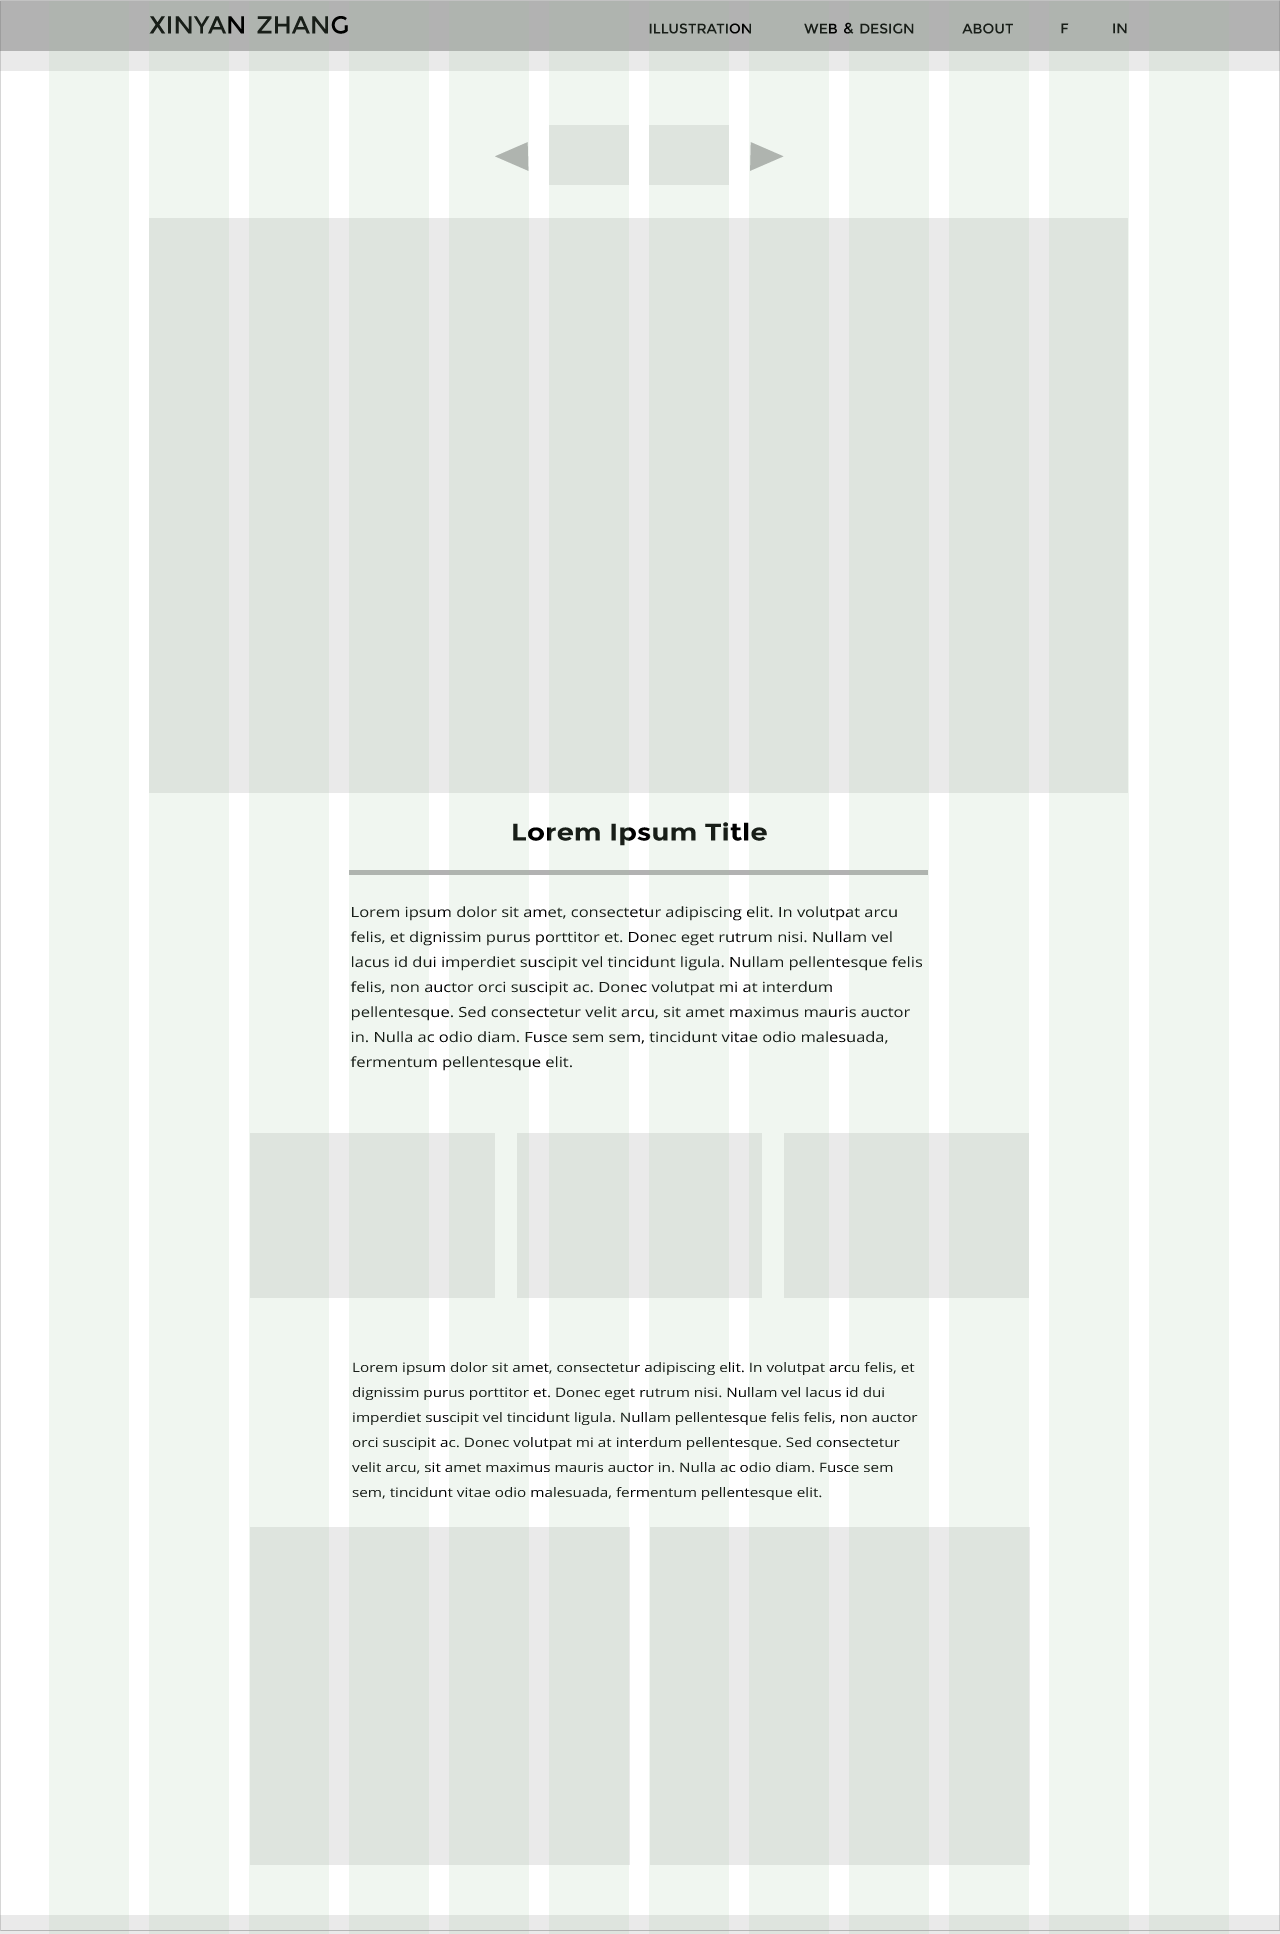 XINYAN ZHANG ILLUSTRATION WEB & DESIGN ABOUT F IN
Lorem Ipsum Title
Lorem ipsum dolor sit amet, consectetur adipiscing elit. In volutpat arcu
felis, et dignissim purus porttitor et. Donec eget rutrum nisi. Nullam vel
lacus id dui imperdiet suscipit vel tincidunt ligula. Nullam pellentesque felis
felis, non auctor orci suscipit ac. Donec volutpat mi at interdum
pellentesque. Sed consectetur velit arcu, sit amet maximus mauris auctor
in. Nulla ac odio diam. Fusce sem sem, tincidunt vitae odio malesuada,
fermentum pellentesque elit.
Lorem ipsum dolor sit amet, consectetur adipiscing elit. In volutpat arcu felis, et
dignissim purus porttitor et. Donec eget rutrum nisi. Nullam vel lacus id dui
imperdiet suscipit vel tincidunt ligula. Nullam pellentesque felis felis, non auctor
orci suscipit ac. Donec volutpat mi at interdum pellentesque. Sed consectetur
velit arcu, sit amet maximus mauris auctor in. Nulla ac odio diam. Fusce sem
sem, tincidunt vitae odio malesuada, fermentum pellentesque elit.